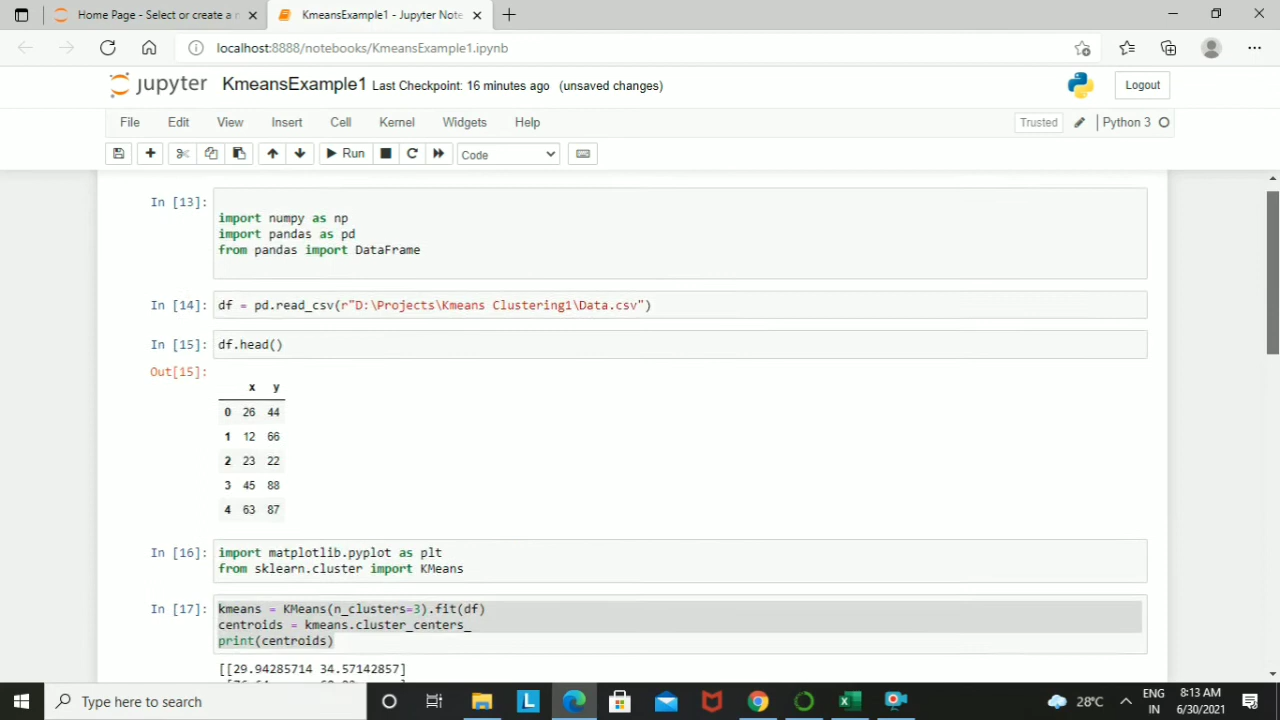 Home Page - Select or create a n
KmeansExample1 - Jupyter Note
localhost:8888/notebooks/KmeansExample1.ipynb
jupyter KmeansExample1 Last Checkpoint: 16 minutes ago (unsaved changes)
Logout
File Edit View Insert Cell Kernel Widgets Help
Trusted Python 3
Run Code
In [13]:
import numpy as np
import pandas as pd
from pandas import DataFrame
In [14]: df = pd.read_csv(r"D:\Projects\Kmeans Clustering1\Data.csv")
In [15]: df.head()
Out[15]:
x y
0 26 44
1 12 66
2 23 22
3 45 88
4 63 87
In [16]: import matplotlib.pyplot as plt
from sklearn.cluster import KMeans
In [17]: kmeans = KMeans(n_clusters=3).fit(df)
centroids = kmeans.cluster_centers_
print(centroids)
[[29.94285714 34.57142857]
Type here to search
L
28°C
ENG
IN
8:13 AM
6/30/2021